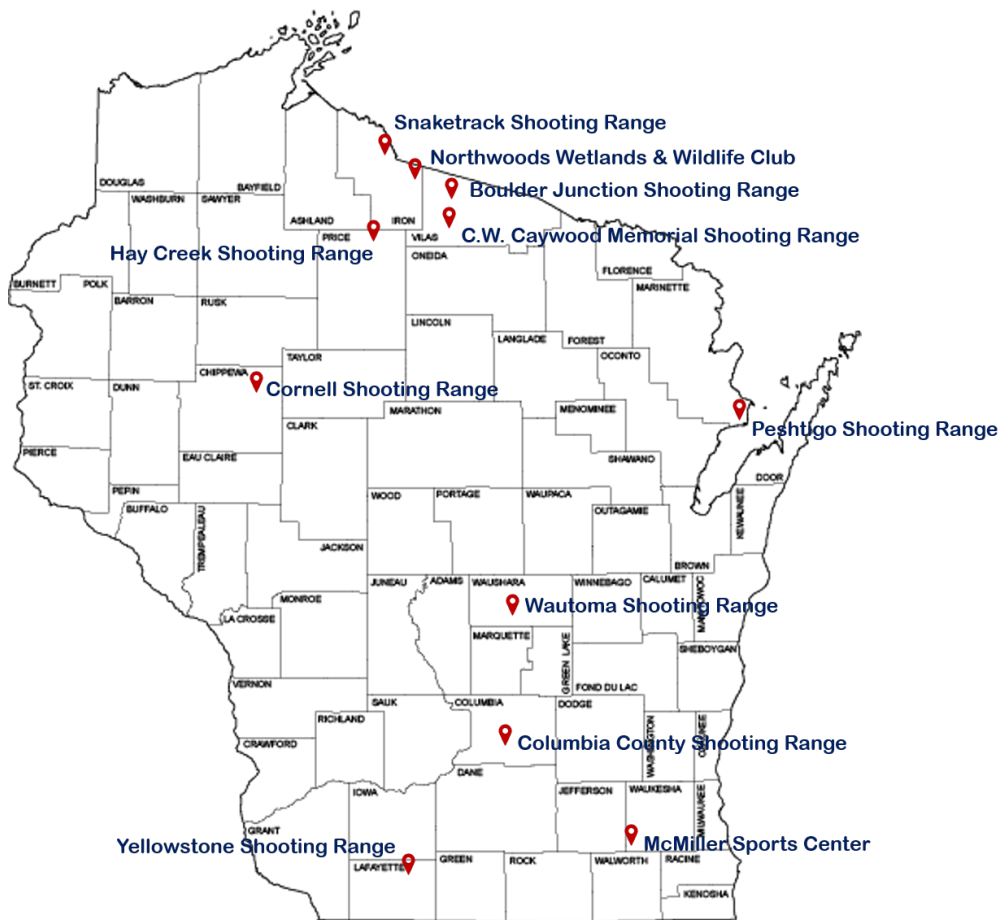 Snaketrack Shooting Range
Northwoods Wetlands & Wildlife Club
DOUGLAS
BAYFIELD
Boulder Junction Shooting Range
WASHBURN
SAWYER
ASHLAND
IRON
PRICE
VILAS
C.W. Caywood Memorial Shooting Range
Hay Creek Shooting Range
ONEIDA
FLORENCE
BURNETT
POLK
MARINETTE
BARRON
RUSK
LINCOLN
LANGLADE
FOREST
OCONTO
TAYLOR
CHIPPEWA
ST. CROIX
DUNN
Cornell Shooting Range
MARATHON
MENOMINEE
CLARK
Peshtigo Shooting Range
PIERCE
EAU CLAIRE
SHAWANO
DOOR
PEPIN
WOOD
PORTAGE
WAUPACA
BUFFALO
OUTAGAMIE
KEWAUNEE
TREMPEALEAU
JACKSON
BROWN
JUNEAU
ADAMS
WAUSHARA
WINNEBAGO
CALUMET
MANITOWOC
MONROE
Wautoma Shooting Range
LA CROSSE
MARQUETTE
GREEN LAKE
SHEBOYGAN
VERNON
FOND DU LAC
SAUK
COLUMBIA
DODGE
RICHLAND
WASHINGTON
OZAUKEE
CRAWFORD
Columbia County Shooting Range
DANE
IOWA
JEFFERSON
WAUKESHA
MILWAUKEE
GRANT
Yellowstone Shooting Range
McMiller Sports Center
LAFAYETTE
GREEN
ROCK
WALWORTH
RACINE
KENOSHA